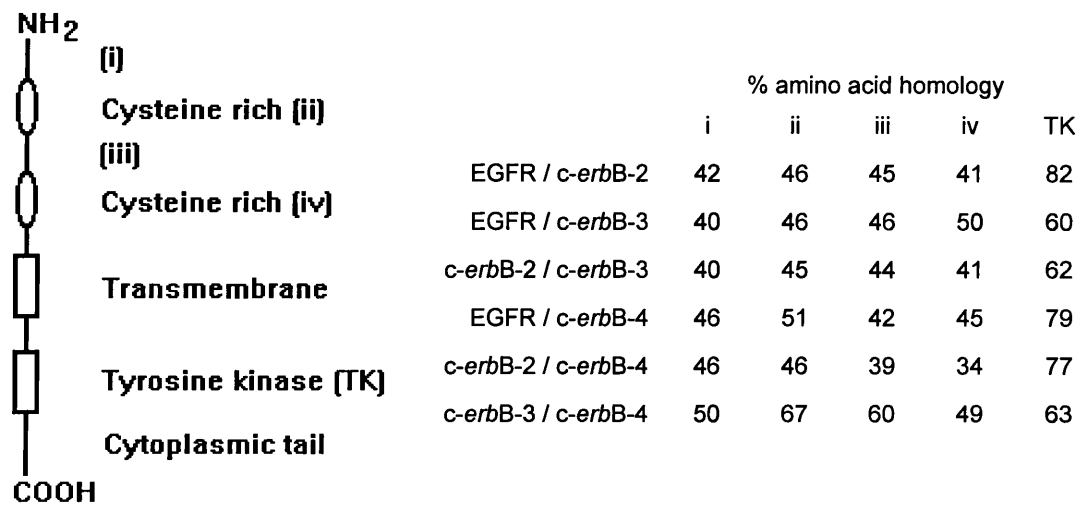 NH2
(i)
Cysteine rich (ii)
(iii)
Cysteine rich (iv)
Transmembrane
Tyrosine kinase (TK)
Cytoplasmic tail
COOH
% amino acid homology
i ii iii iv TK
EGFR / c-erbB-2 42 46 45 41 82
EGFR / c-erbB-3 40 46 46 50 60
c-erbB-2 / c-erbB-3 40 45 44 41 62
EGFR / c-erbB-4 46 51 42 45 79
c-erbB-2 / c-erbB-4 46 46 39 34 77
c-erbB-3 / c-erbB-4 50 67 60 49 63